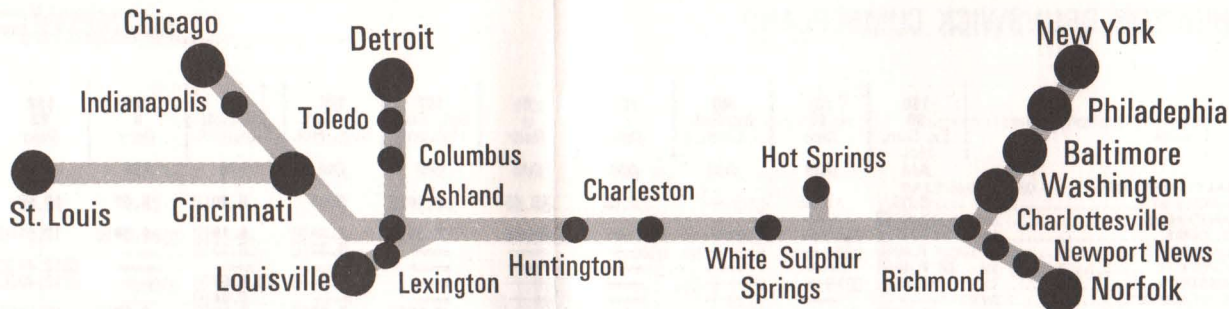 Chicago
Detroit
New York
Indianapolis
Toledo
Philadephia
Columbus
Hot Springs
Baltimore
St. Louis
Cincinnati
Ashland
Charleston
Washington
Charlottesville
Louisville
Lexington
Huntington
White Sulphur
Springs
Richmond
Newport News
Norfolk